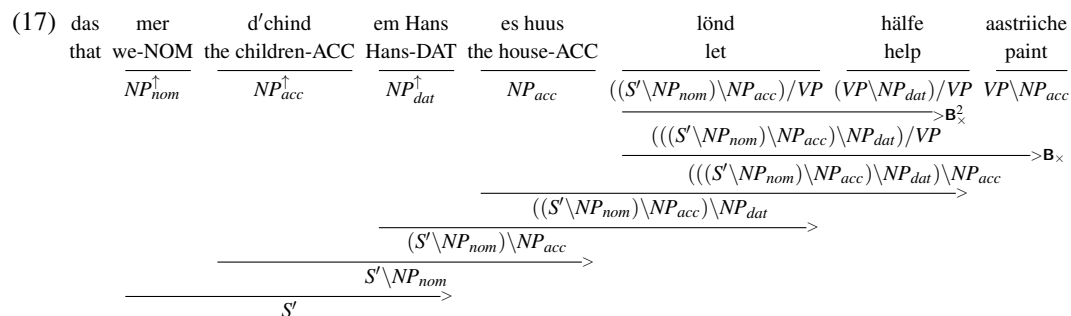 (17) das mer d'chind em Hans es huus lönd hälfe aastriiche
that we-NOM the children-ACC Hans-DAT the house-ACC let help paint
NP↑nom NP↑acc NP↑dat NPacc ((S′\NPnom)\NPacc)/VP (VP\NPdat)/VP VP\NPacc
>B²×
(((S′\NPnom)\NPacc)\NPdat)/VP
>B×
(((S′\NPnom)\NPacc)\NPdat)\NPacc
>
((S′\NPnom)\NPacc)\NPdat
>
(S′\NPnom)\NPacc
>
S′\NPnom
>
S′